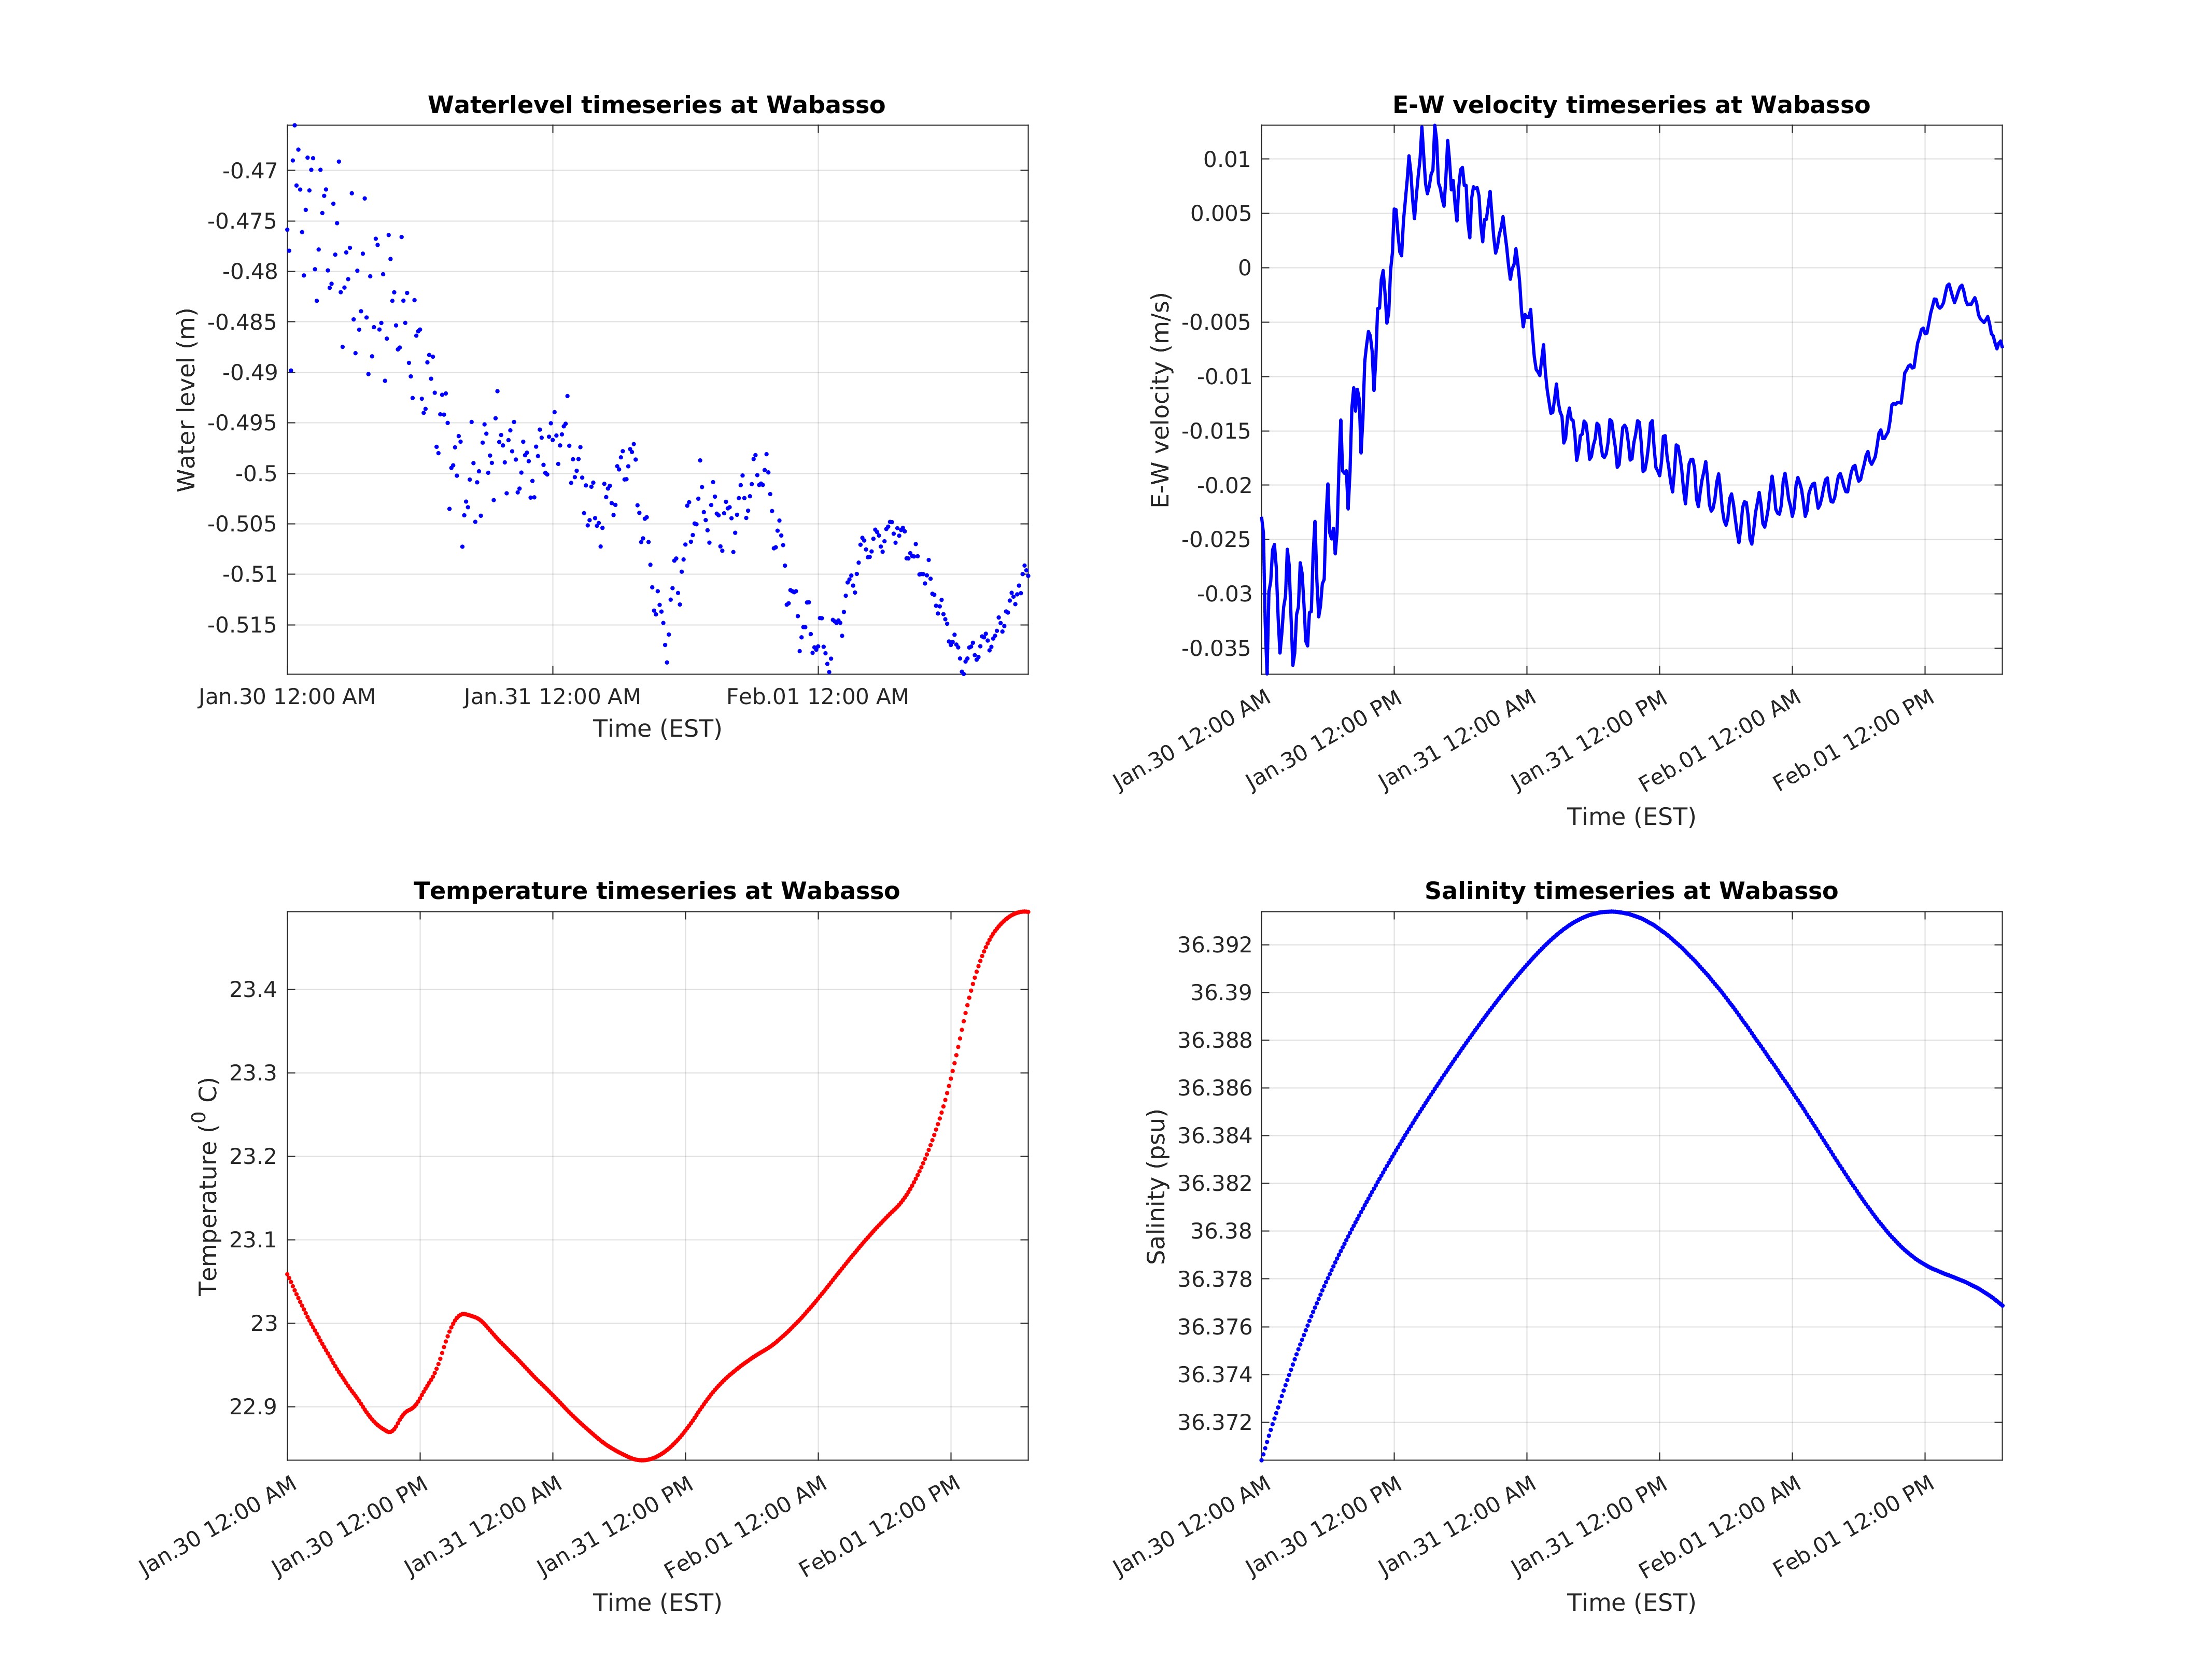 Waterlevel timeseries at Wabasso
-0.47
-0.475
-0.48
-0.485
-0.49
-0.495
-0.5
-0.505
-0.51
-0.515
Water level (m)
Jan.30 12:00 AM
Jan.31 12:00 AM
Feb.01 12:00 AM
Time (EST)
E-W velocity timeseries at Wabasso
0.01
0.005
0
-0.005
-0.01
-0.015
-0.02
-0.025
-0.03
-0.035
E-W velocity (m/s)
Jan.30 12:00 AM
Jan.30 12:00 PM
Jan.31 12:00 AM
Jan.31 12:00 PM
Feb.01 12:00 AM
Feb.01 12:00 PM
Time (EST)
Temperature timeseries at Wabasso
23.4
23.3
23.2
23.1
23
22.9
Temperature (⁰ C)
Jan.30 12:00 AM
Jan.30 12:00 PM
Jan.31 12:00 AM
Jan.31 12:00 PM
Feb.01 12:00 AM
Feb.01 12:00 PM
Time (EST)
Salinity timeseries at Wabasso
36.392
36.39
36.388
36.386
36.384
36.382
36.38
36.378
36.376
36.374
36.372
Salinity (psu)
Jan.30 12:00 AM
Jan.30 12:00 PM
Jan.31 12:00 AM
Jan.31 12:00 PM
Feb.01 12:00 AM
Feb.01 12:00 PM
Time (EST)